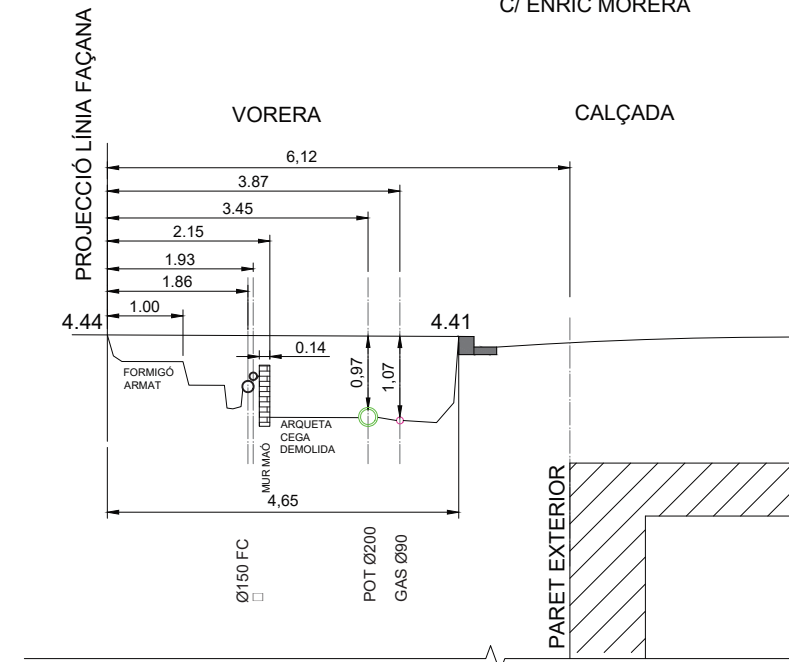 C/ ENRIC MORERA
PROJECCIÓ LÍNIA FAÇANA
VORERA
CALÇADA
6,12
3.87
3.45
2.15
1.93
1.86
1.00
4.44
4.41
0.14
FORMIGÓ
ARMAT
0,97
1,07
ARQUETA
CEGA
DEMOLIDA
MUR MAÓ
4,65
Ø150 FC
POT Ø200
GAS Ø90
PARET EXTERIOR